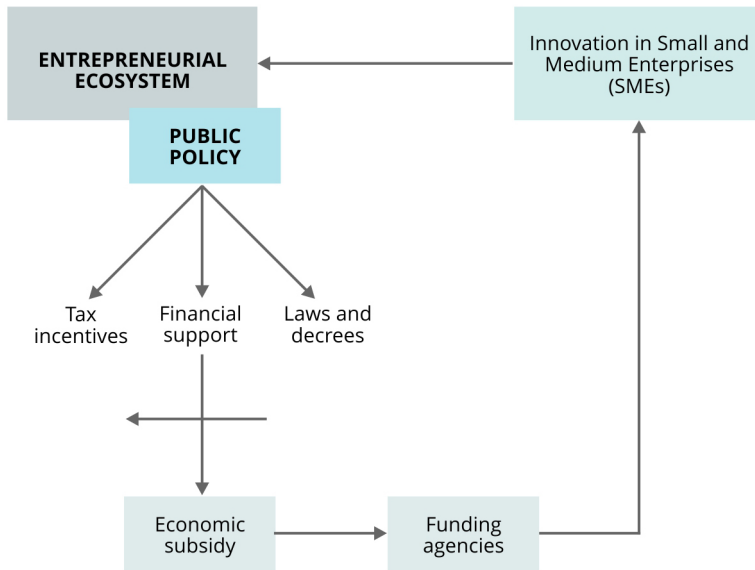 ENTREPRENEURIAL
ECOSYSTEM
Innovation in Small and
Medium Enterprises
(SMEs)
PUBLIC
POLICY
Tax
incentives
Financial
support
Laws and
decrees
Economic
subsidy
Funding
agencies